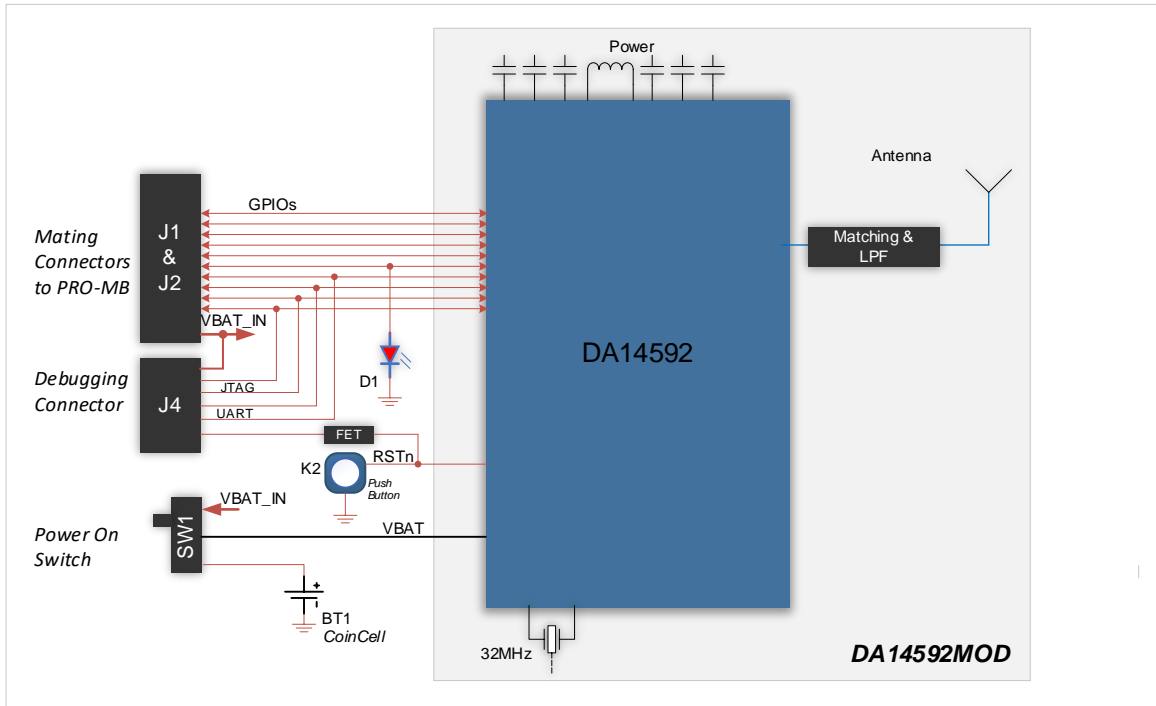 Power
Antenna
GPIOs
Mating
Connectors
to PRO-MB
J1
&
J2
Matching &
LPF
VBAT_IN
DA14592
D1
Debugging
Connector
J4
JTAG
UART
FET
K2
RSTn
Push
Button
VBAT_IN
Power On
Switch
SW1
VBAT
+
BT1
CoinCell
32MHz
DA14592MOD